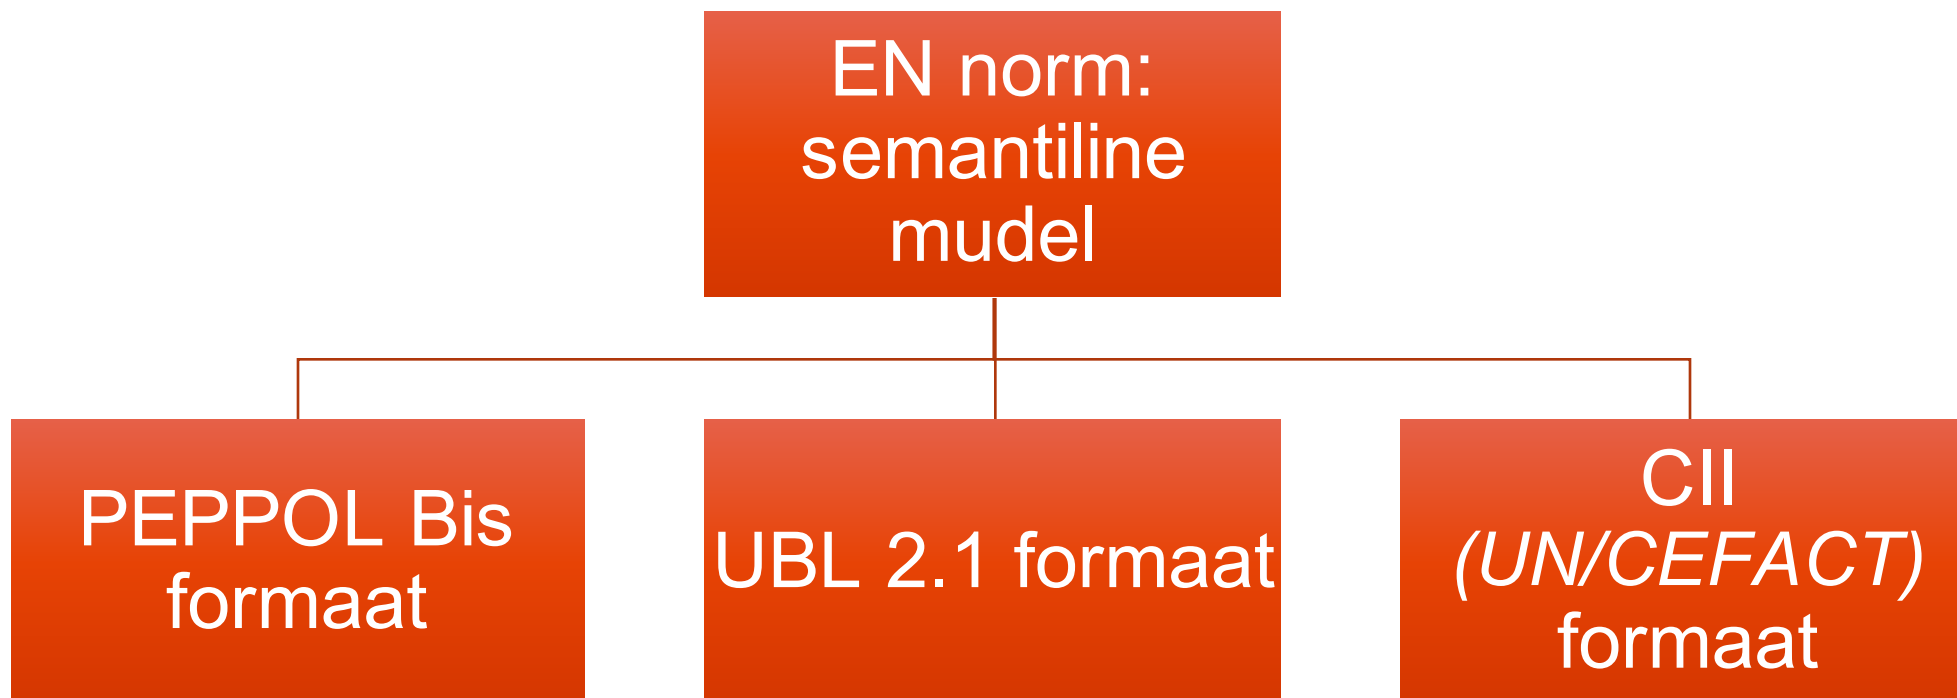 EN norm:
semantiline
mudel
PEPPOL Bis
formaat
UBL 2.1 formaat
CII
(UN/CEFACT)
formaat